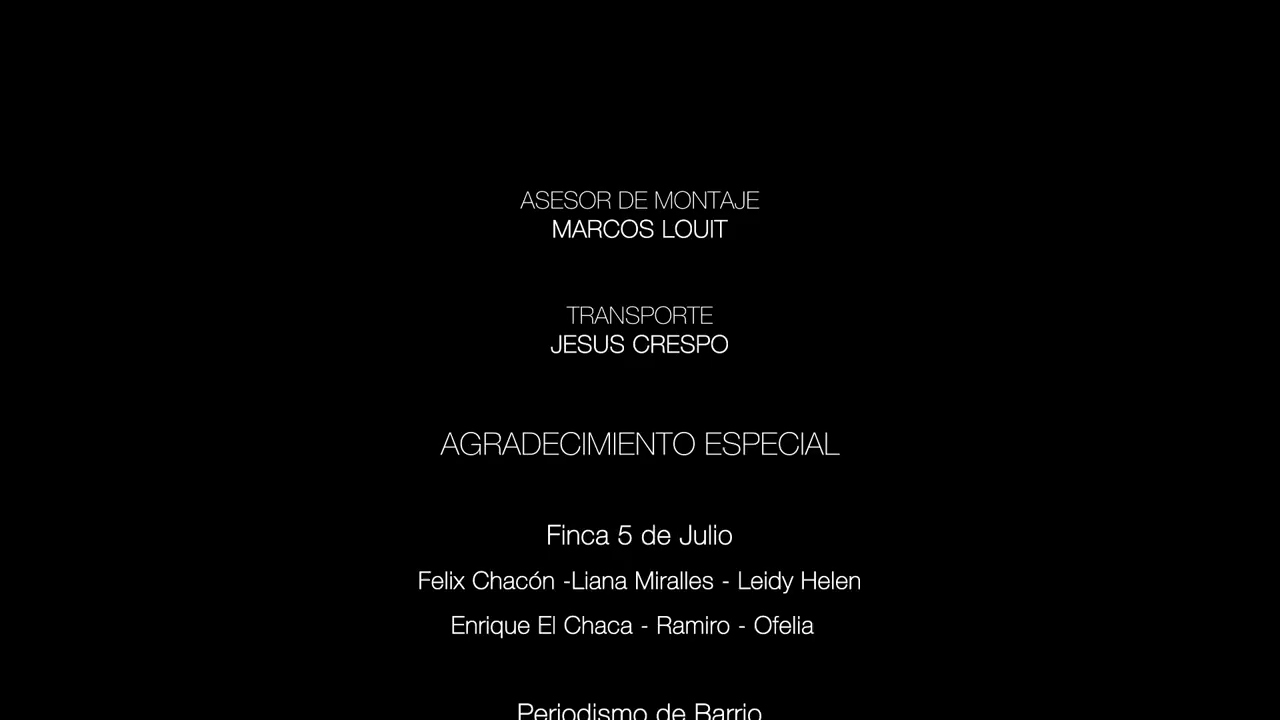 ASESOR DE MONTAJE
MARCOS LOUIT
TRANSPORTE
JESUS CRESPO
AGRADECIMIENTO ESPECIAL
Finca 5 de Julio
Felix Chacón -Liana Miralles - Leidy Helen
Enrique El Chaca - Ramiro - Ofelia
Periodismo de Barrio